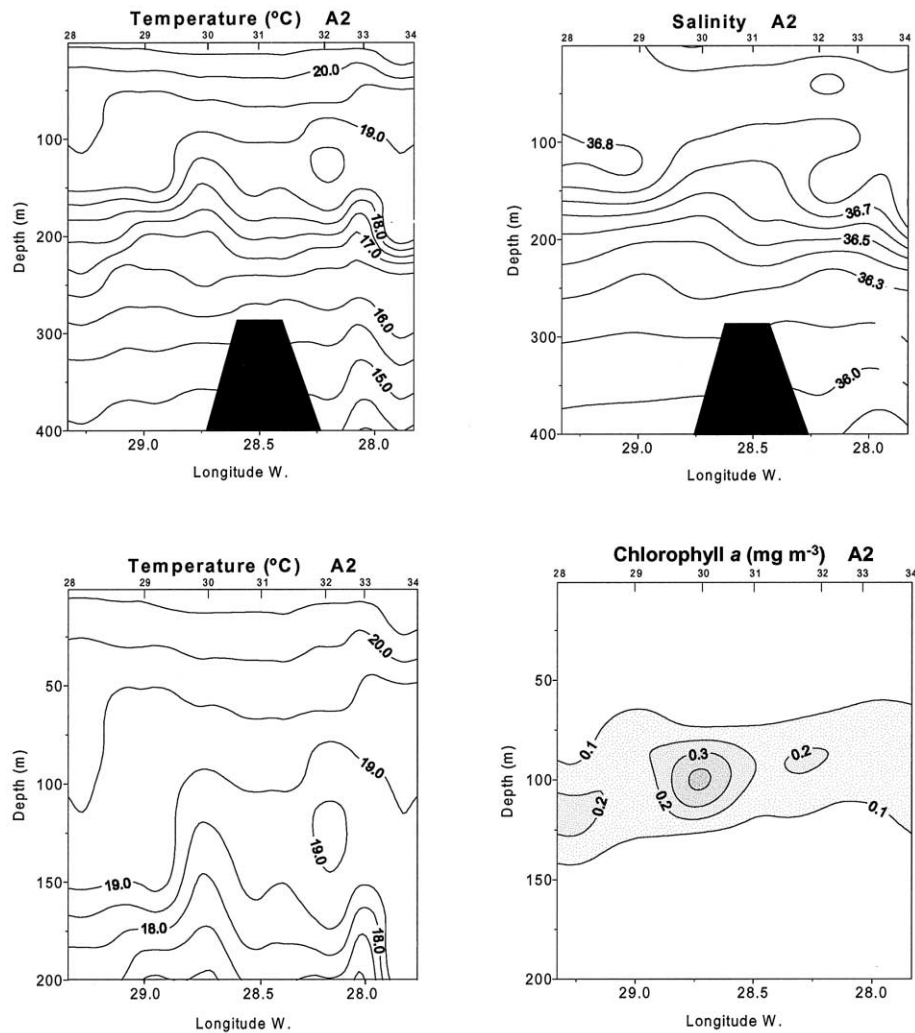 Temperature (ºC) A2
28 29 30 31 32 33 34
20.0
19.0
18.0
17.0
16.0
15.0
100
200
300
400
Depth (m)
29.0 28.5 28.0
Longitude W.
Salinity A2
28 29 30 31 32 33 34
36.8
36.7
36.5
36.3
36.0
100
200
300
400
Depth (m)
29.0 28.5 28.0
Longitude W.
Temperature (ºC) A2
28 29 30 31 32 33 34
20.0
19.0
19.0
19.0
18.0
18.0
50
100
150
200
Depth (m)
29.0 28.5 28.0
Longitude W.
Chlorophyll a (mg m-3) A2
28 29 30 31 32 33 34
0.1
0.2
0.3
0.2
0.2
0.1
50
100
150
200
Depth (m)
29.0 28.5 28.0
Longitude W.